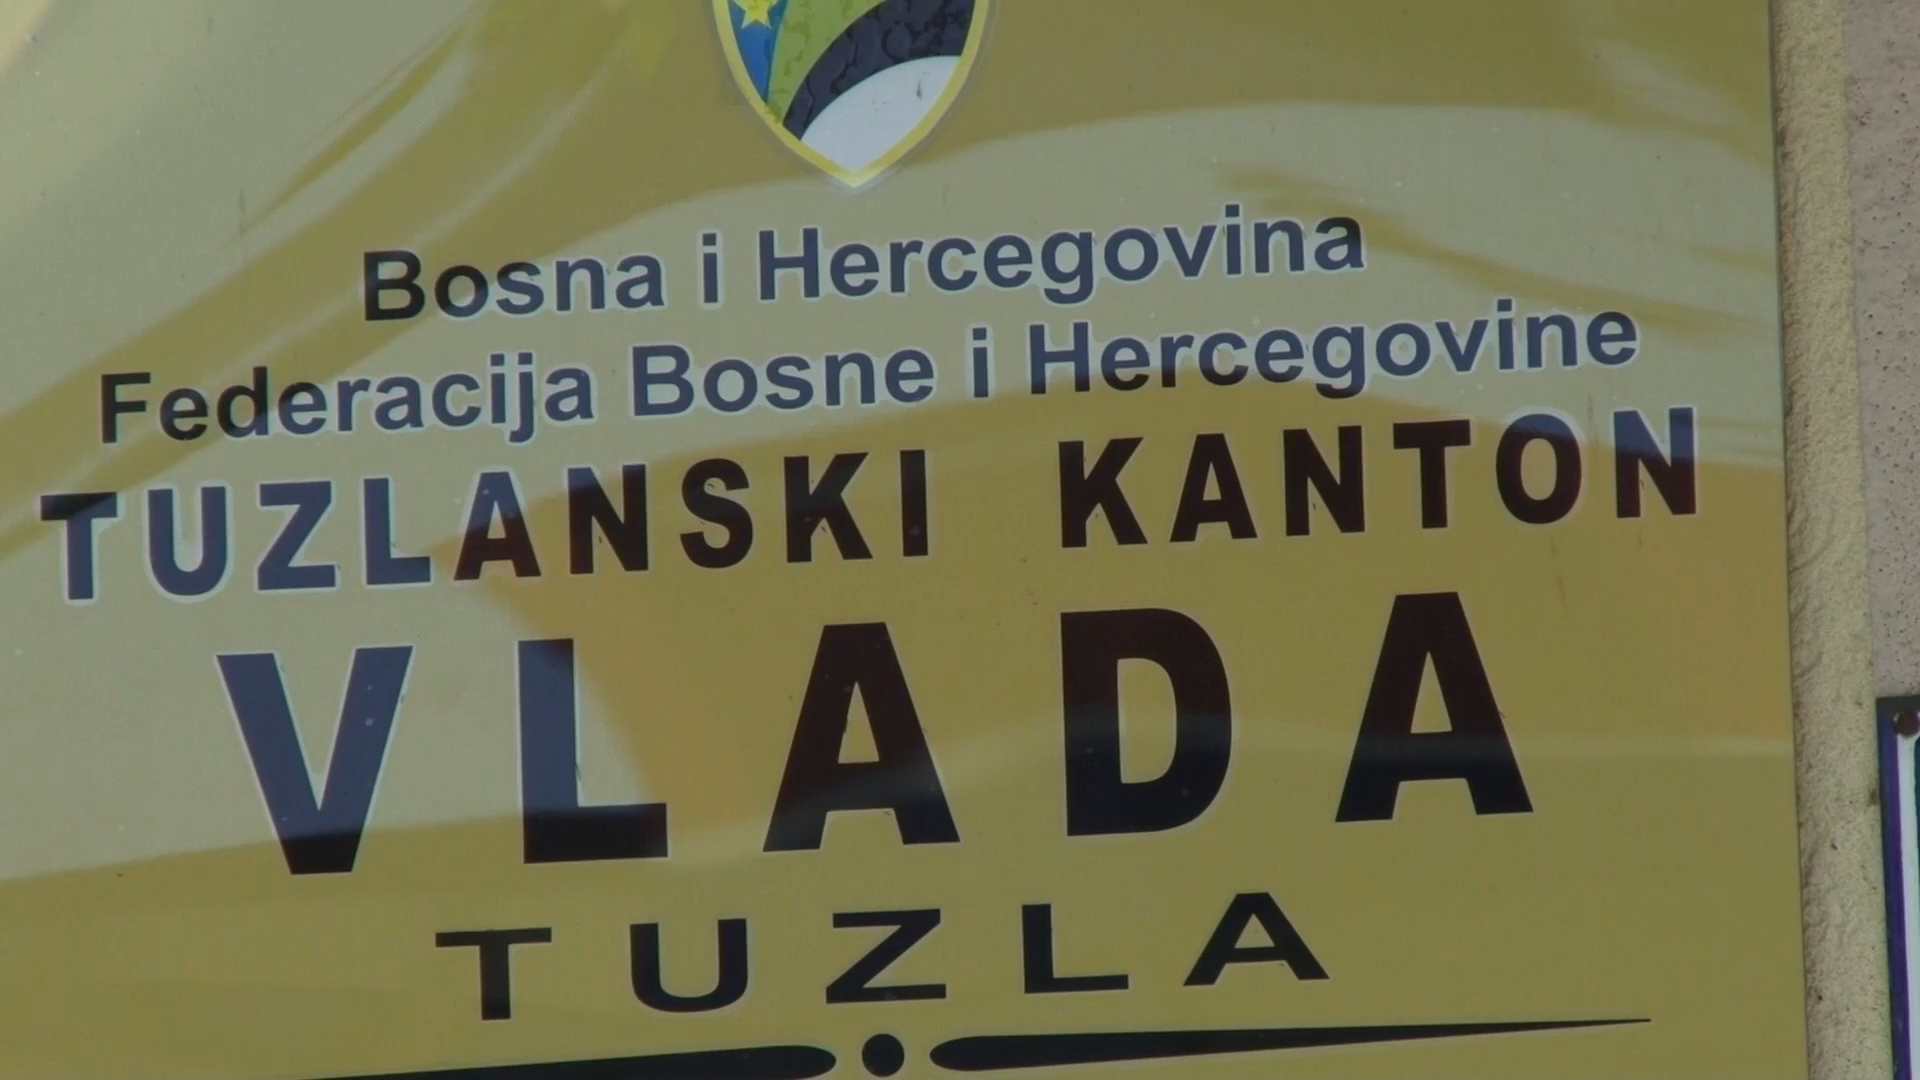 Bosna i Hercegovina
Federacija Bosne i Hercegovine
TUZLANSKI KANTON
VLADA
TUZLA